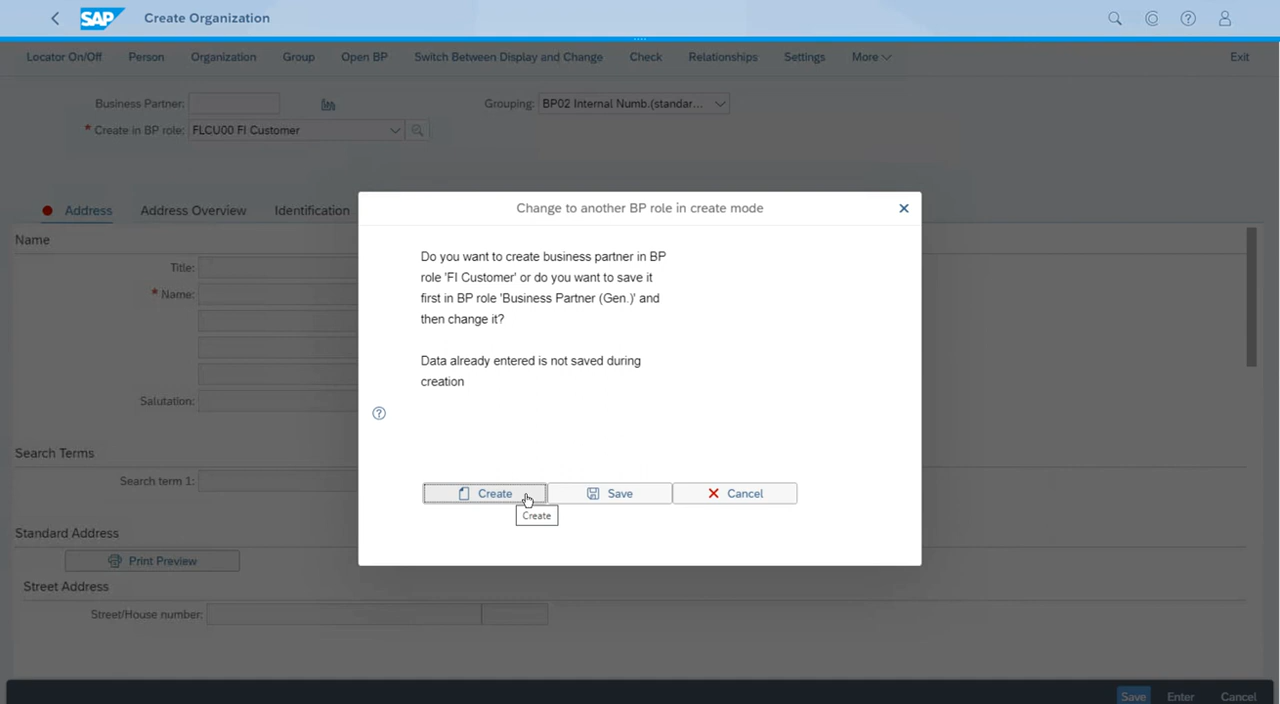 SAP Create Organization
Locator On/Off Person Organization Group Open BP Switch Between Display and Change Check Relationships Settings More Exit
Business Partner: Grouping: BP02 Internal Numb.(standar...
* Create in BP role: FLCU00 FI Customer
Address Address Overview Identification
Name
Title:
* Name:
Salutation:
Search Terms
Search term 1:
Standard Address
Print Preview
Street Address
Street/House number:
Change to another BP role in create mode
Do you want to create business partner in BP
role 'FI Customer' or do you want to save it
first in BP role 'Business Partner (Gen.)' and
then change it?
Data already entered is not saved during
creation
Create Save Cancel
Create
Save Enter Cancel